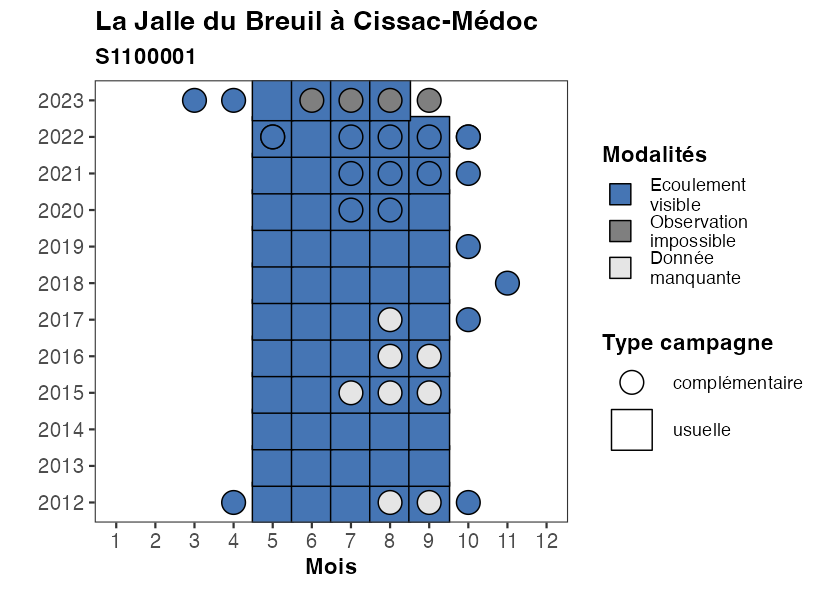 La Jalle du Breuil à Cissac-Médoc
S1100001
2023
2022
2021
2020
2019
2018
2017
2016
2015
2014
2013
2012
1 2 3 4 5 6 7 8 9 10 11 12
Mois
Modalités
Ecoulement
visible
Observation
impossible
Donnée
manquante
Type campagne
complémentaire
usuelle